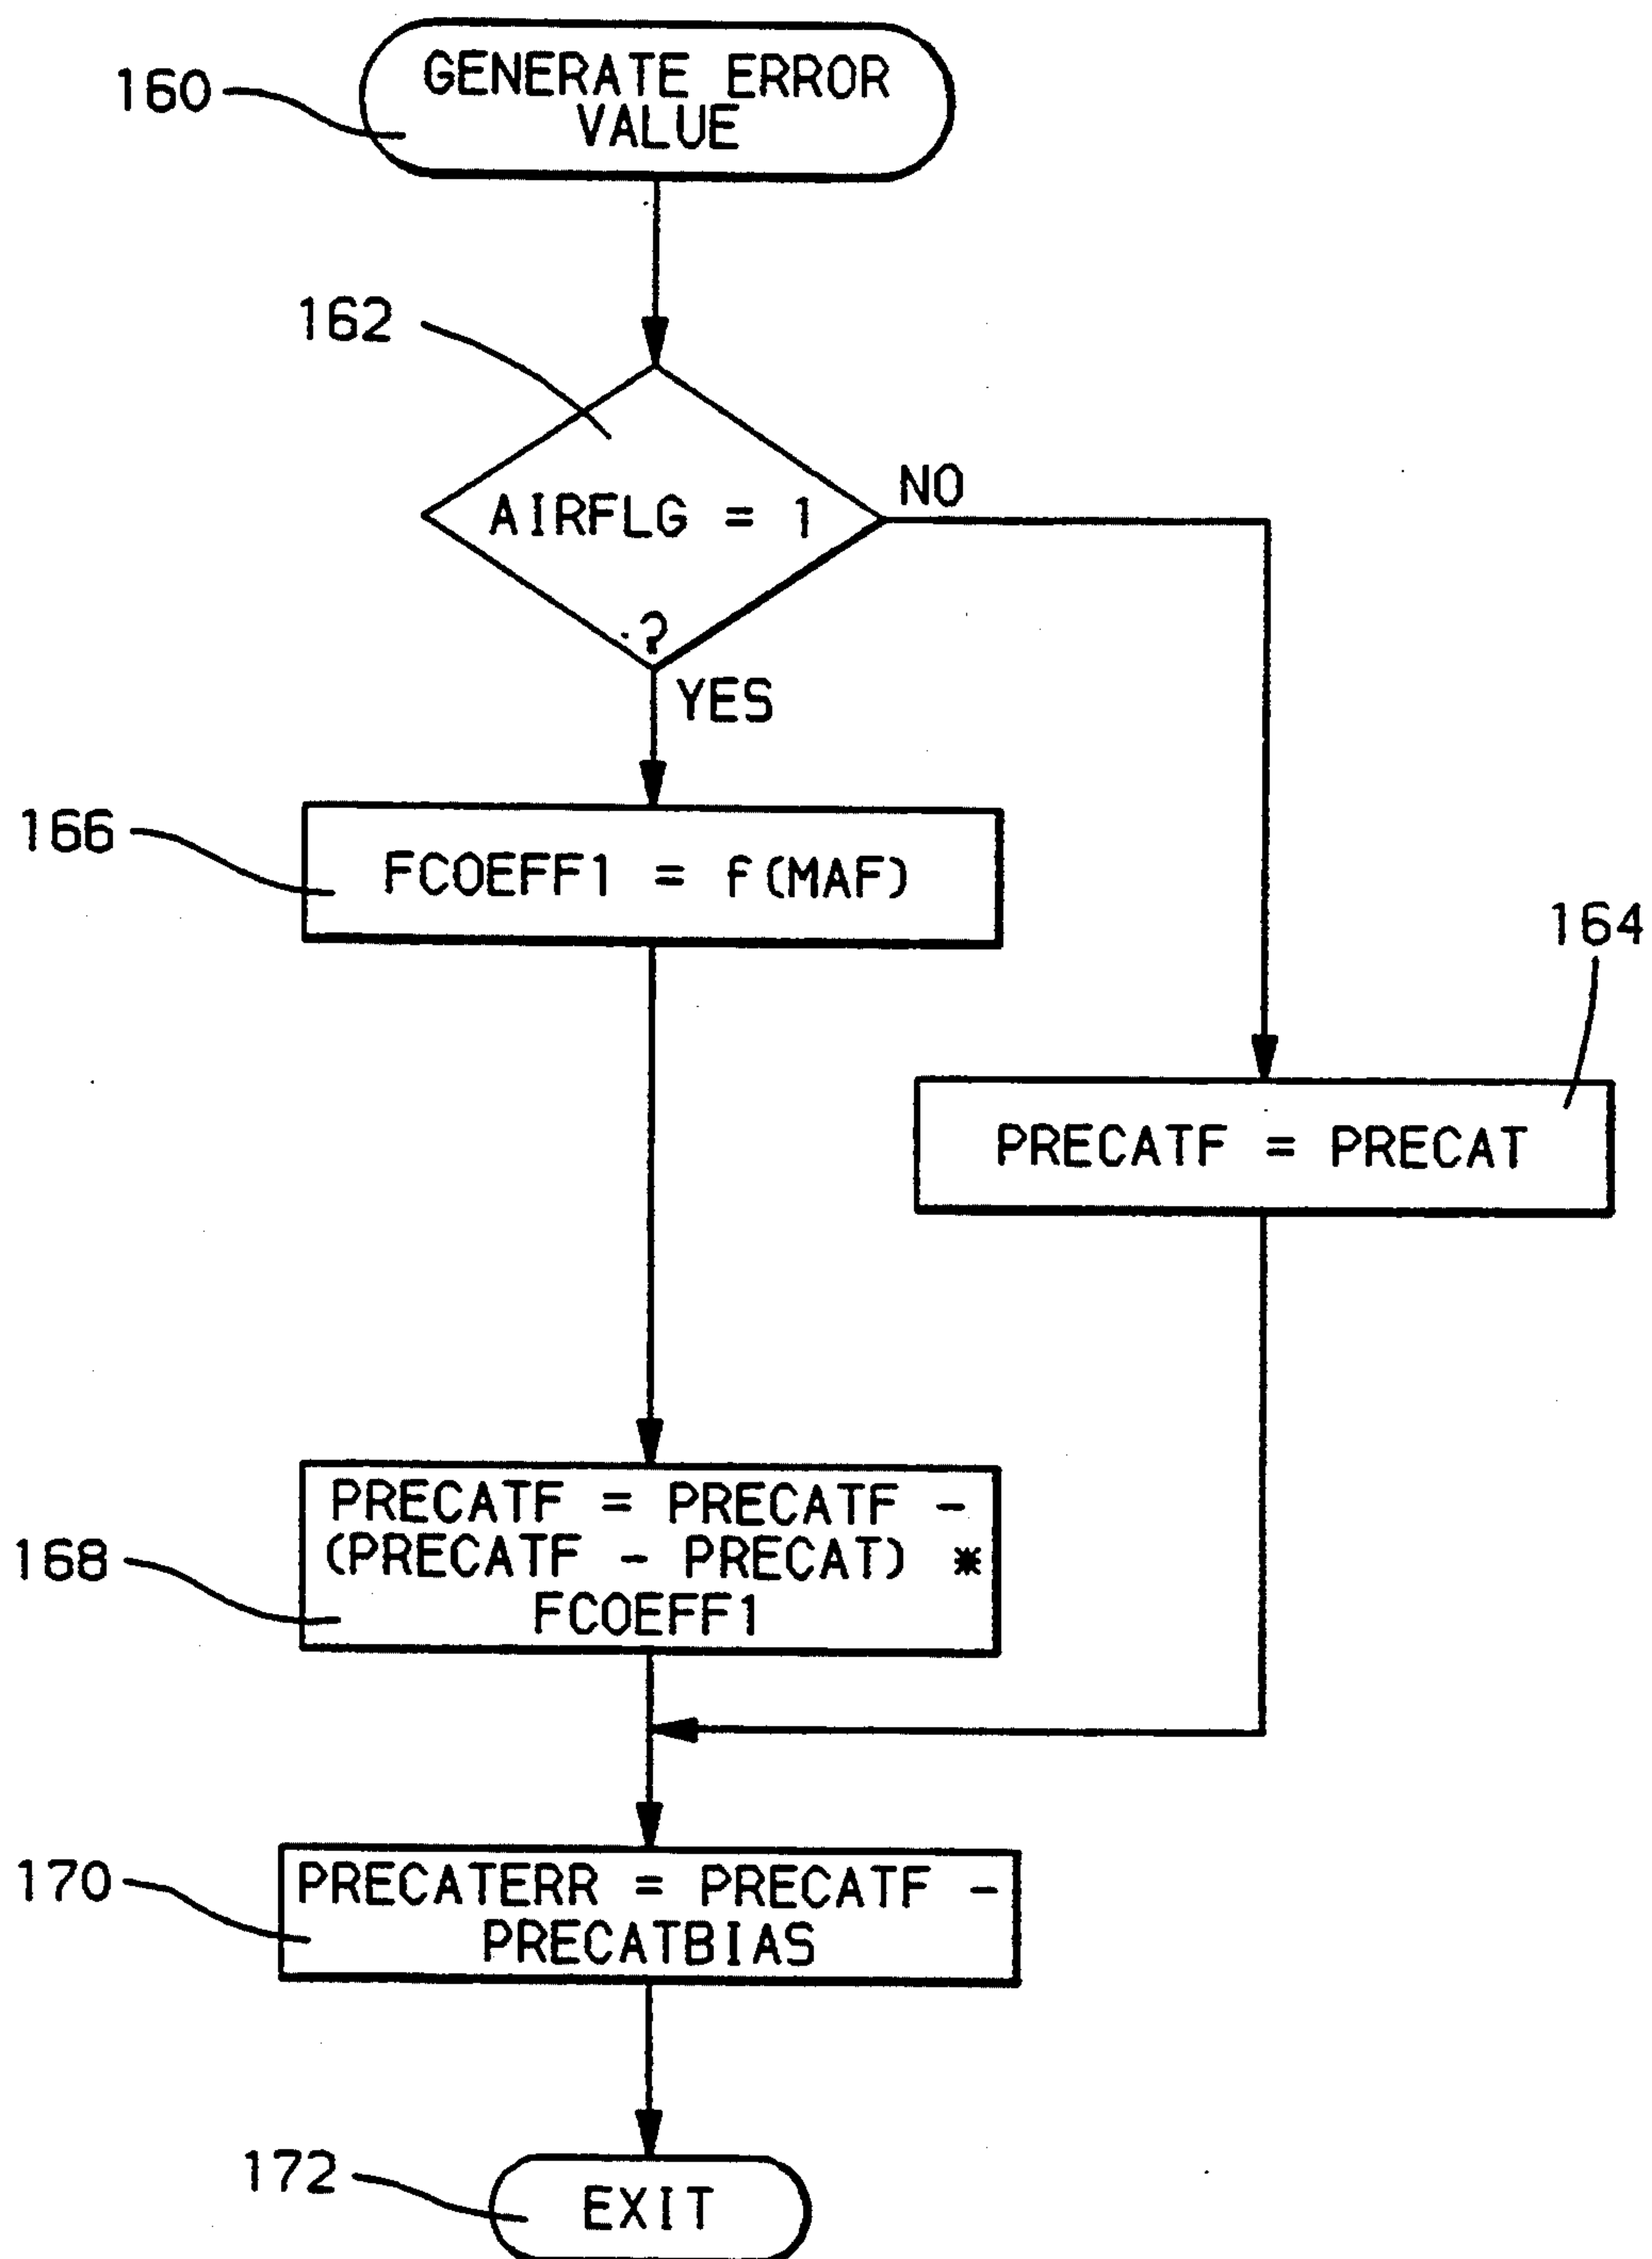 160
GENERATE ERROR
VALUE
162
AIRFLG = 1
?
NO
YES
166
FCOEFF1 = f(MAF)
164
PRECATF = PRECAT
168
PRECATF = PRECATF -
(PRECATF - PRECAT) *
FCOEFF1
170
PRECATERR = PRECATF -
PRECATBIAS
172
EXIT